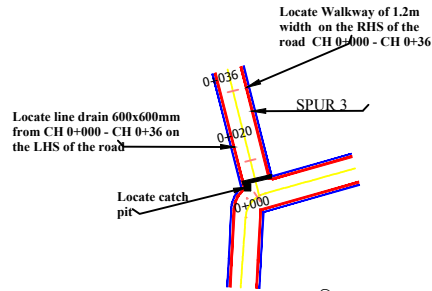 Locate Walkway of 1.2m
width on the RHS of the
road CH 0+000 - CH 0+36
0+036
SPUR 3
Locate line drain 600x600mm
from CH 0+000 - CH 0+36 on
the LHS of the road
0+020
Locate catch
pit
0+000